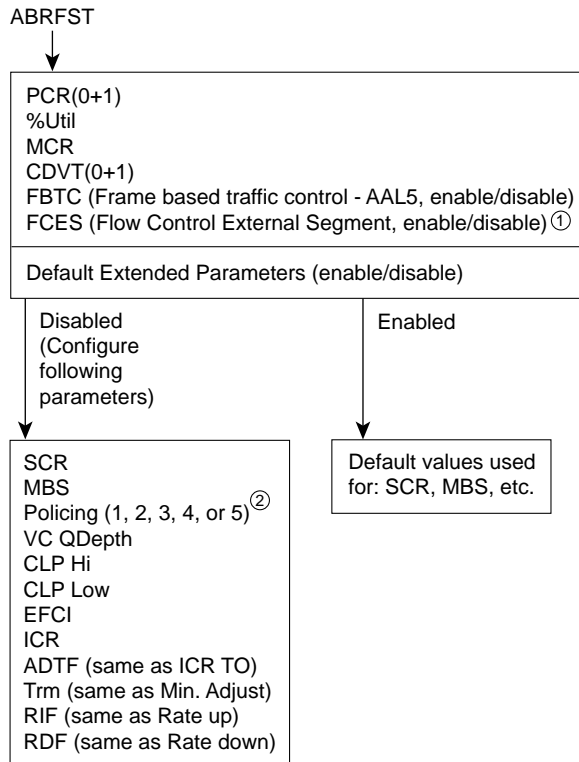 ABRFST
PCR(0+1)
%Util
MCR
CDVT(0+1)
FBTC (Frame based traffic control - AAL5, enable/disable)
FCES (Flow Control External Segment, enable/disable) ①
Default Extended Parameters (enable/disable)
Disabled
(Configure
following
parameters)
Enabled
SCR
MBS
Policing (1, 2, 3, 4, or 5) ②
VC QDepth
CLP Hi
CLP Low
EFCI
ICR
ADTF (same as ICR TO)
Trm (same as Min. Adjust)
RIF (same as Rate up)
RDF (same as Rate down)
Default values used
for: SCR, MBS, etc.